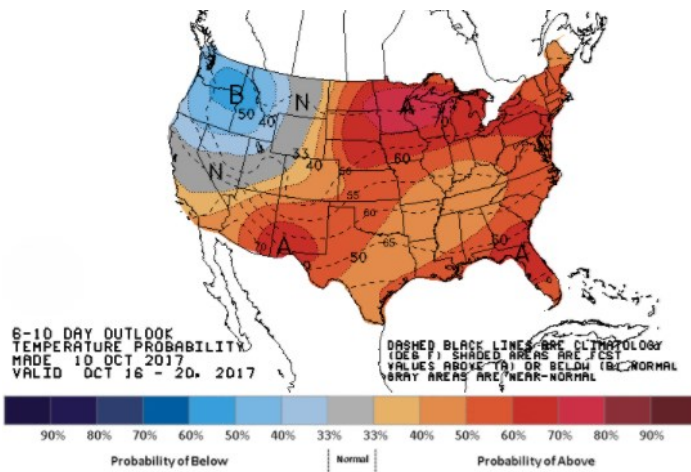 B
50
40
N
A
70
33
40
55
60
N
55
60
70
A
65
50
60
A
6-10 DAY OUTLOOK
TEMPERATURE PROBABILITY
MADE 10 OCT 2017
VALID OCT 16 - 20, 2017
DASHED BLACK LINES ARE CLIMATOLOGY
(DEG F) SHADED AREAS ARE FCST
VALUES ABOVE (A) OR BELOW (B) NORMAL
GRAY AREAS ARE NEAR-NORMAL
90% 80% 70% 60% 50% 40% 33% 33% 40% 50% 60% 70% 80% 90%
Probability of Below Normal Probability of Above